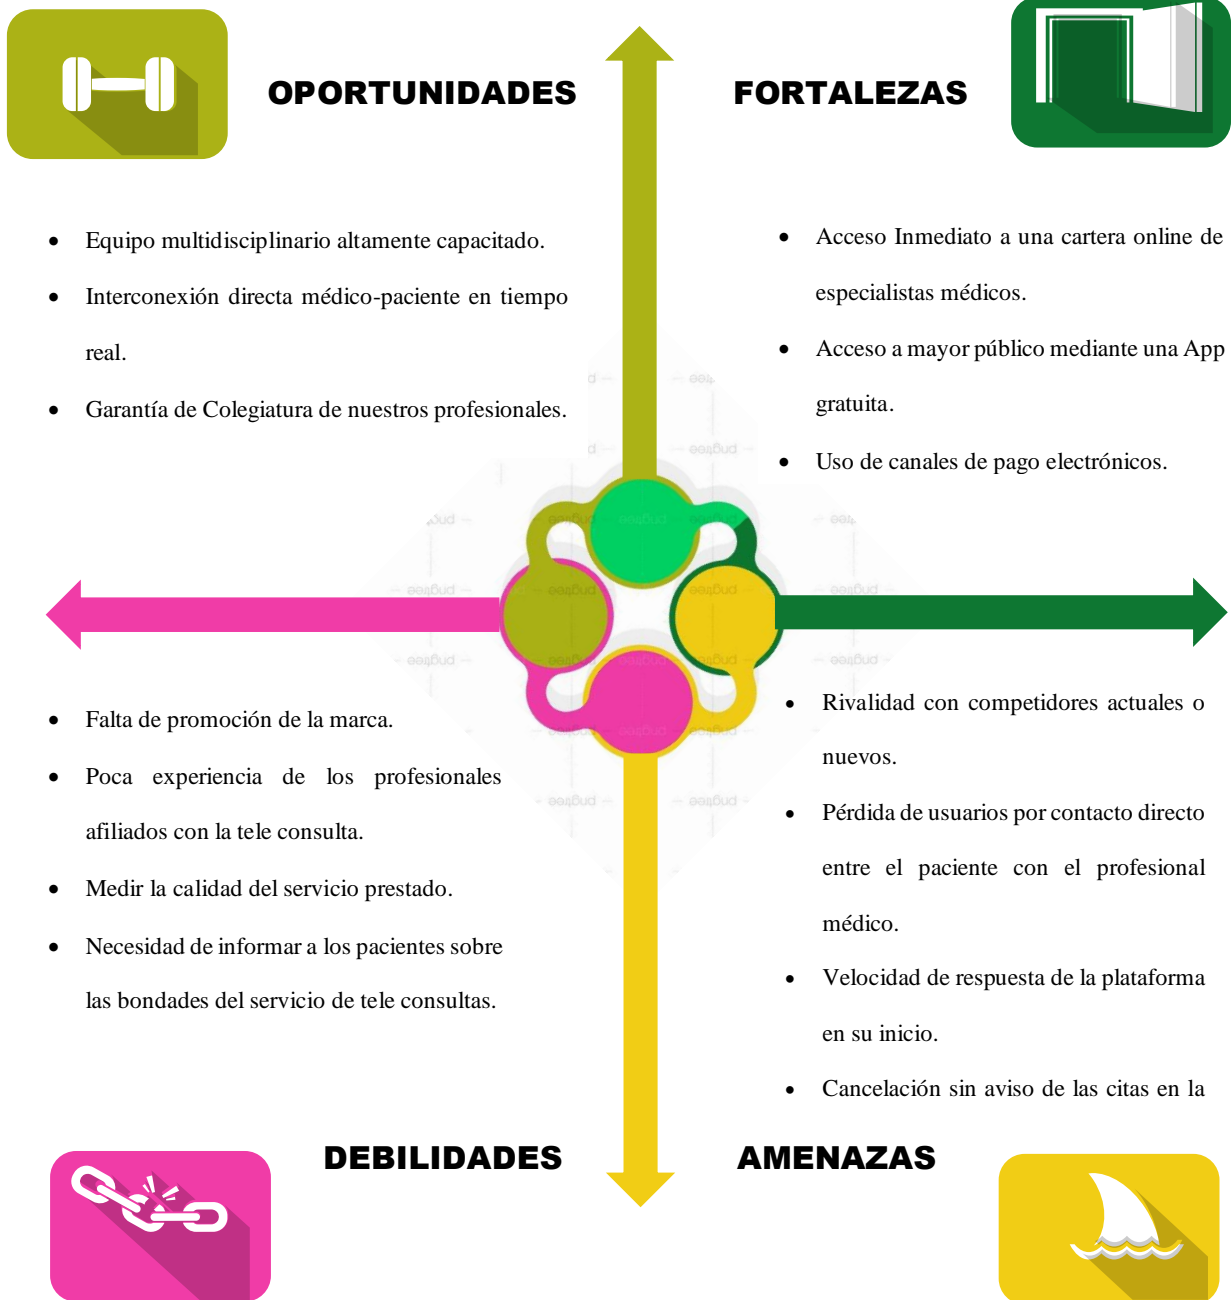 OPORTUNIDADES
• Equipo multidisciplinario altamente capacitado.
• Interconexión directa médico-paciente en tiempo
real.
• Garantía de Colegiatura de nuestros profesionales.
FORTALEZAS
• Acceso Inmediato a una cartera online de
especialistas médicos.
• Acceso a mayor público mediante una App
gratuita.
• Uso de canales de pago electrónicos.
• Falta de promoción de la marca.
• Poca experiencia de los profesionales
afiliados con la tele consulta.
• Medir la calidad del servicio prestado.
• Necesidad de informar a los pacientes sobre
las bondades del servicio de tele consultas.
DEBILIDADES
• Rivalidad con competidores actuales o
nuevos.
• Pérdida de usuarios por contacto directo
entre el paciente con el profesional
médico.
• Velocidad de respuesta de la plataforma
en su inicio.
• Cancelación sin aviso de las citas en la
AMENAZAS